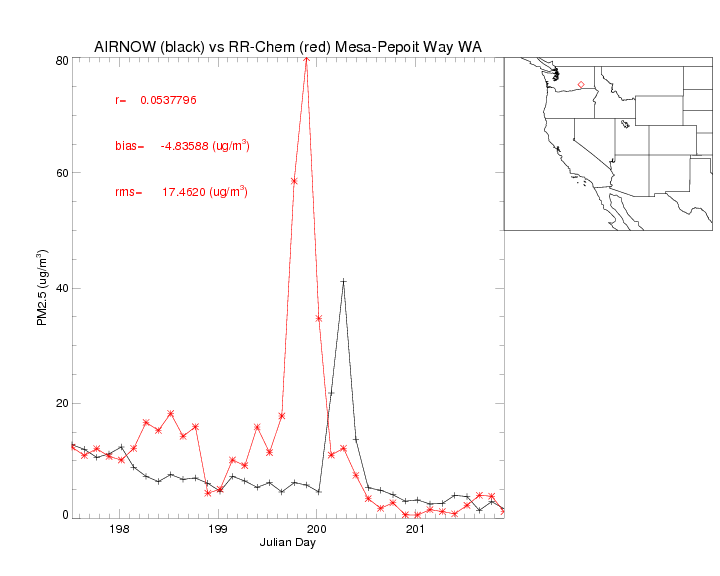 AIRNOW (black) vs RR-Chem (red) Mesa-Pepoit Way WA
80
r= 0.0537796
bias= -4.83588 (ug/m3)
60
rms= 17.4620 (ug/m3)
PM2.5 (ug/m3)
40
20
0
198 199 200 201
Julian Day